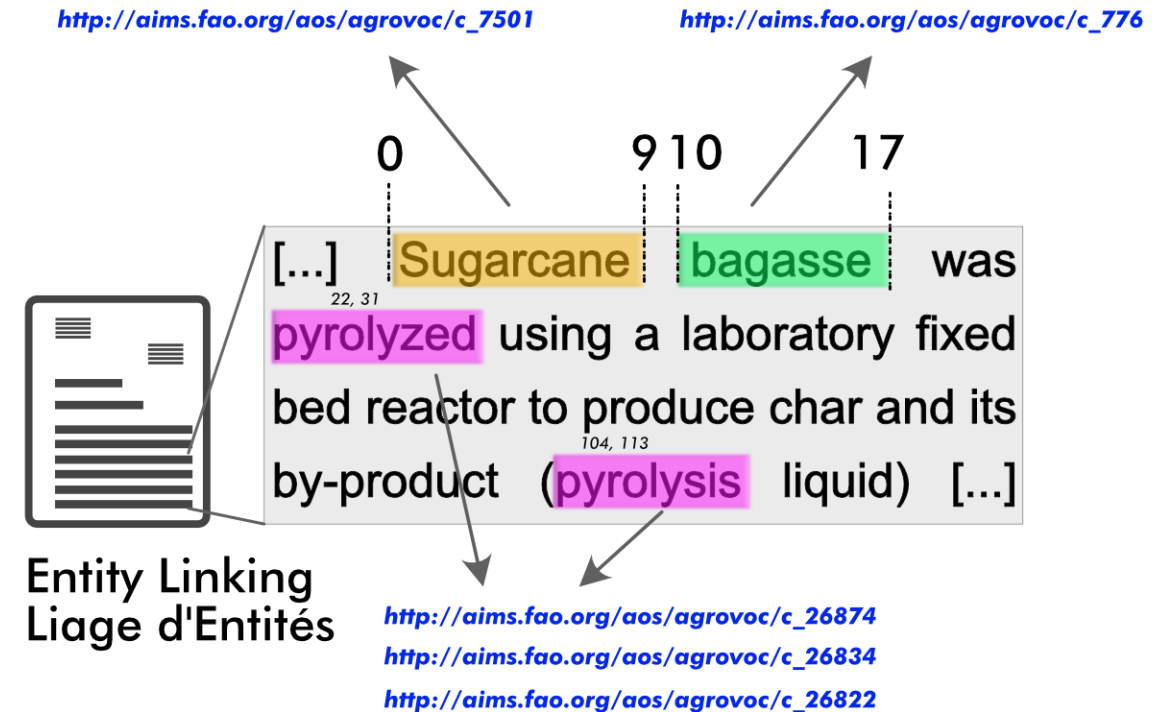 http://aims.fao.org/aos/agrovoc/c_7501
http://aims.fao.org/aos/agrovoc/c_776
0
9 10
17
[...] Sugarcane bagasse was
22, 31
pyrolyzed using a laboratory fixed
bed reactor to produce char and its
104, 113
by-product (pyrolysis liquid) [...]
Entity Linking
Liage d'Entités
http://aims.fao.org/aos/agrovoc/c_26874
http://aims.fao.org/aos/agrovoc/c_26834
http://aims.fao.org/aos/agrovoc/c_26822